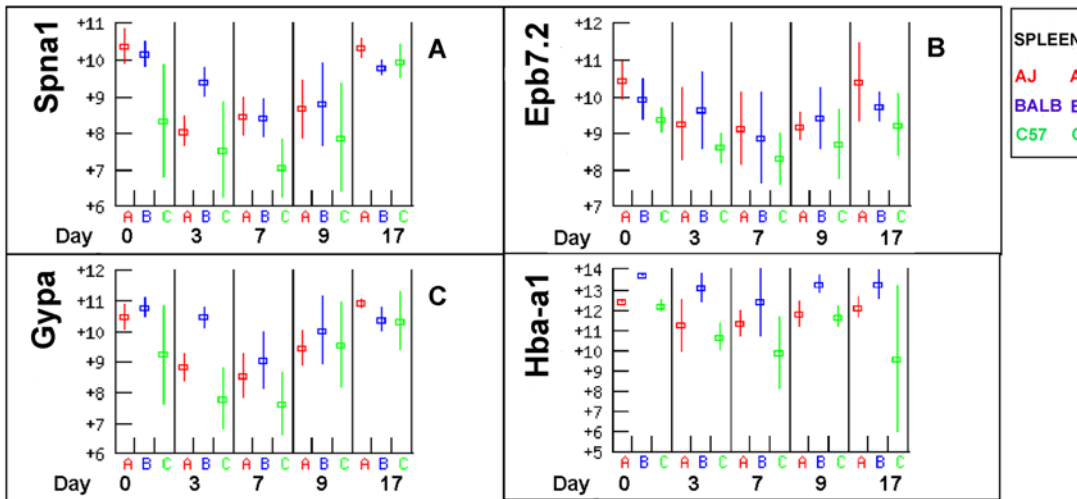 Spna1
A
+11
+10
+9
+8
+7
+6
A B C A B C A B C A B C A B C
Day 0 3 7 9 17
Epb7.2
B
+12
+11
+10
+9
+8
+7
A B C A B C A B C A B C A B C
Day 0 3 7 9 17
SPLEEN
AJ A
BALB
C57
Gypa
C
+12
+11
+10
+9
+8
+7
+6
A B C A B C A B C A B C A B C
Day 0 3 7 9 17
Hba-a1
+14
+13
+12
+11
+10
+9
+8
+7
+6
+5
A B C A B C A B C A B C A B C
Day 0 3 7 9 17